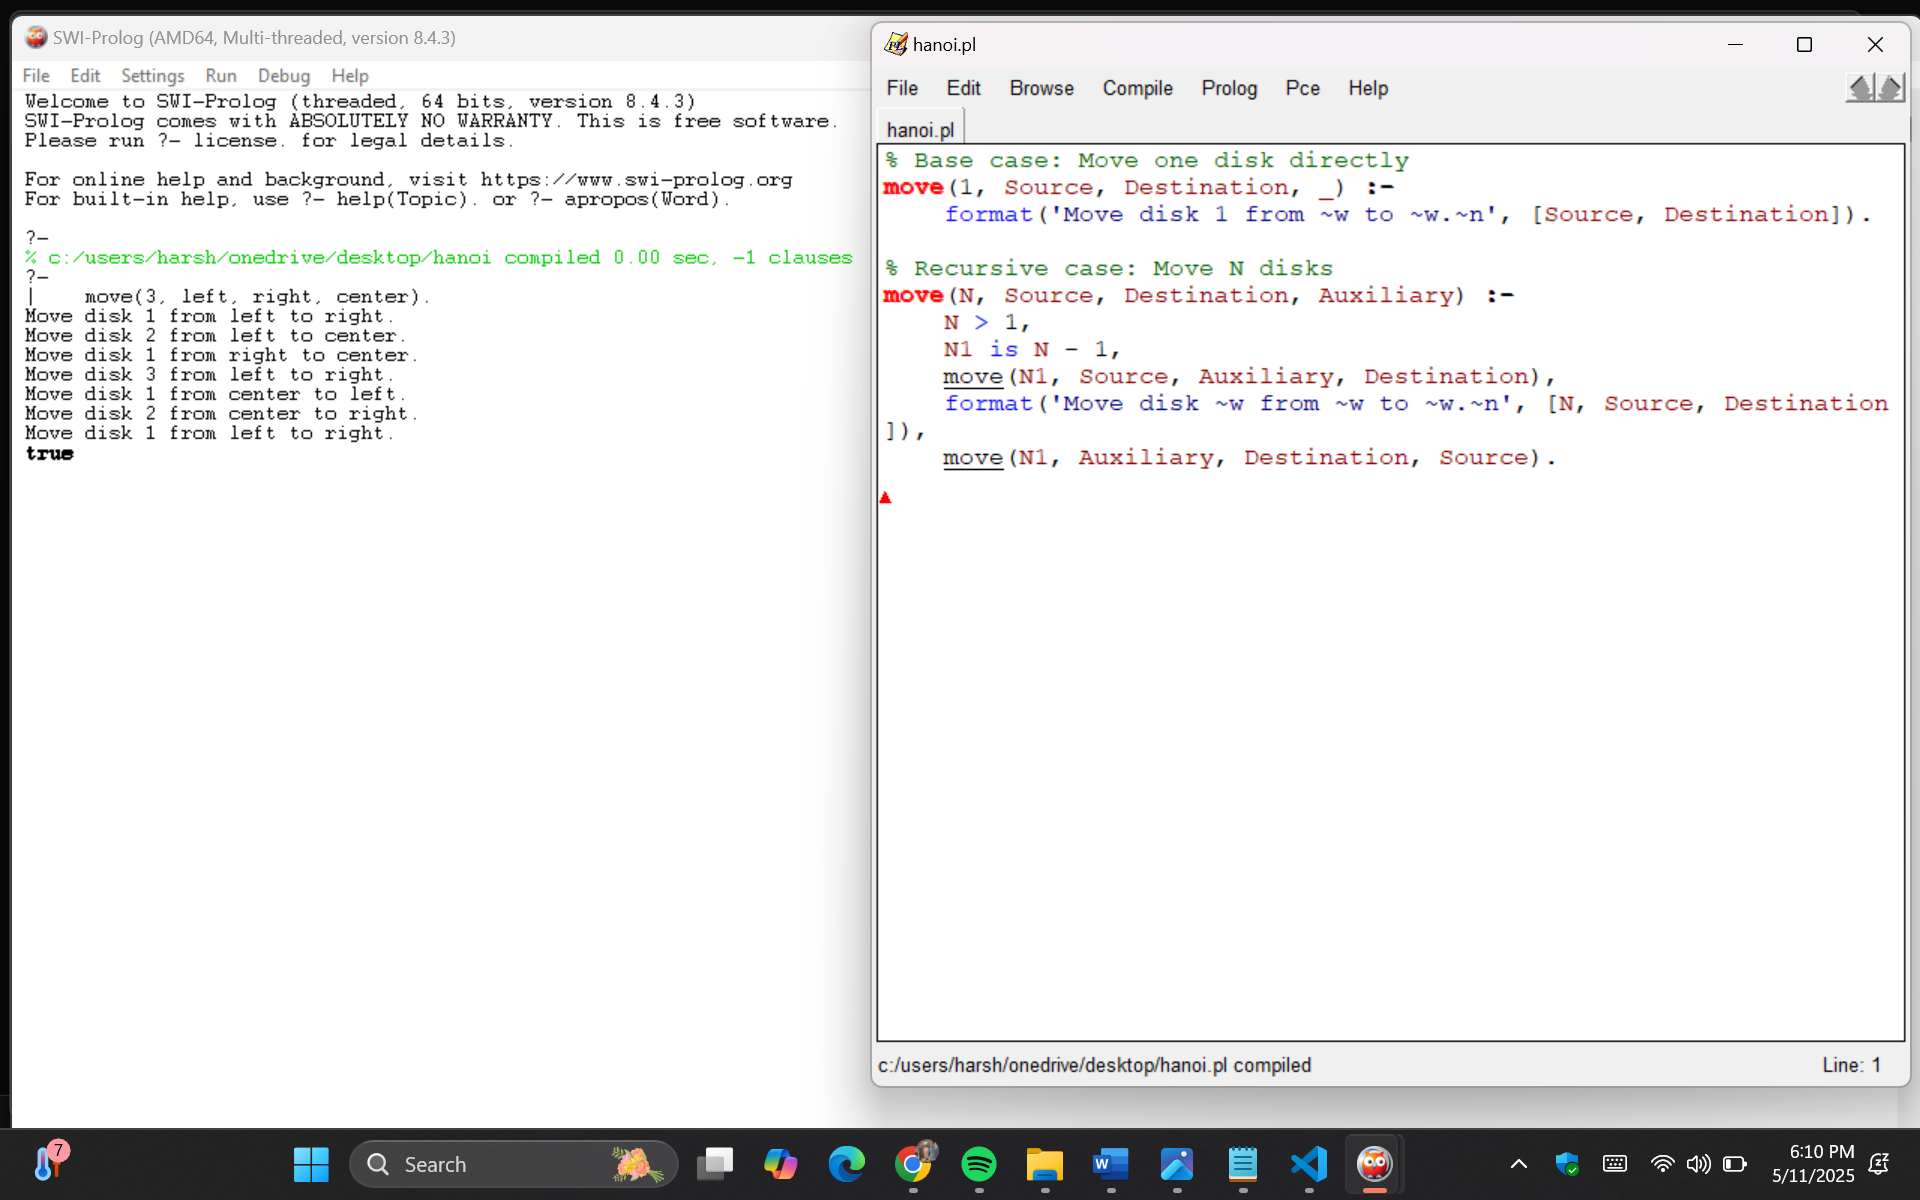 SWI-Prolog (AMD64, Multi-threaded, version 8.4.3)
File Edit Settings Run Debug Help
Welcome to SWI-Prolog (threaded, 64 bits, version 8.4.3)
SWI-Prolog comes with ABSOLUTELY NO WARRANTY. This is free software.
Please run ?- license. for legal details.
For online help and background, visit https://www.swi-prolog.org
For built-in help, use ?- help(Topic). or ?- apropos(Word).
?-
% c:/users/harsh/onedrive/desktop/hanoi compiled 0.00 sec, -1 clauses
?-
|    move(3, left, right, center).
Move disk 1 from left to right.
Move disk 2 from left to center.
Move disk 1 from right to center.
Move disk 3 from left to right.
Move disk 1 from center to left.
Move disk 2 from center to right.
Move disk 1 from left to right.
true
hanoi.pl
File Edit Browse Compile Prolog Pce Help
hanoi.pl
% Base case: Move one disk directly
move(1, Source, Destination, _) :-
    format('Move disk 1 from ~w to ~w.~n', [Source, Destination]).
% Recursive case: Move N disks
move(N, Source, Destination, Auxiliary) :-
    N > 1,
    N1 is N - 1,
    move(N1, Source, Auxiliary, Destination),
    format('Move disk ~w from ~w to ~w.~n', [N, Source, Destination
]),
    move(N1, Auxiliary, Destination, Source).
c:/users/harsh/onedrive/desktop/hanoi.pl compiled
Line: 1
7
Search
6:10 PM
5/11/2025